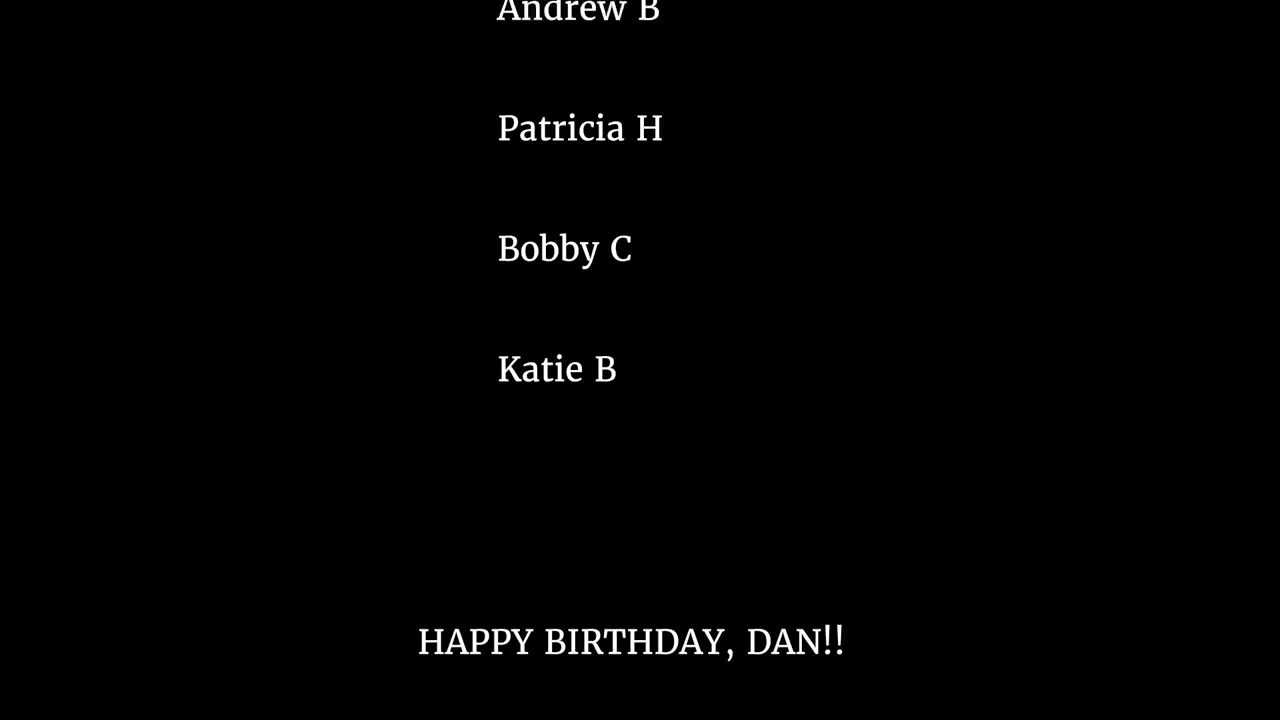 Andrew B
Patricia H
Bobby C
Katie B
HAPPY BIRTHDAY, DAN!!